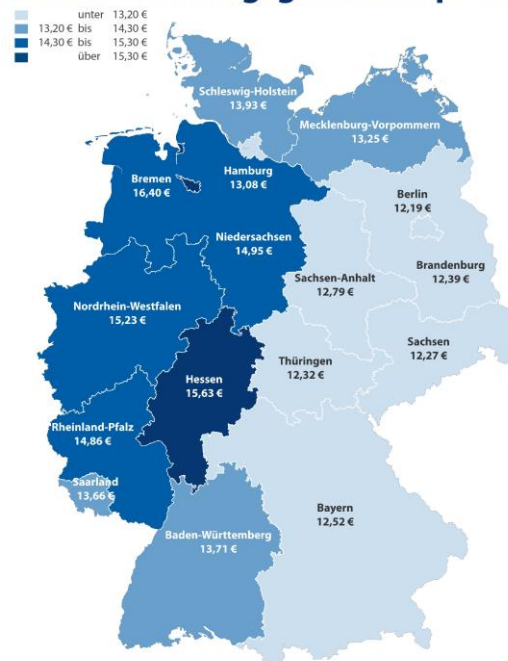 unter 13,20 €
13,20 € bis 14,30 €
14,30 € bis 15,30 €
über 15,30 €
Schleswig-Holstein
13,93 €
Mecklenburg-Vorpommern
13,25 €
Hamburg
13,08 €
Bremen
16,40 €
Berlin
12,19 €
Niedersachsen
14,95 €
Brandenburg
12,39 €
Sachsen-Anhalt
12,79 €
Nordrhein-Westfalen
15,23 €
Sachsen
12,27 €
Thüringen
12,32 €
Hessen
15,63 €
Rheinland-Pfalz
14,86 €
Saarland
13,66 €
Bayern
12,52 €
Baden-Württemberg
13,71 €